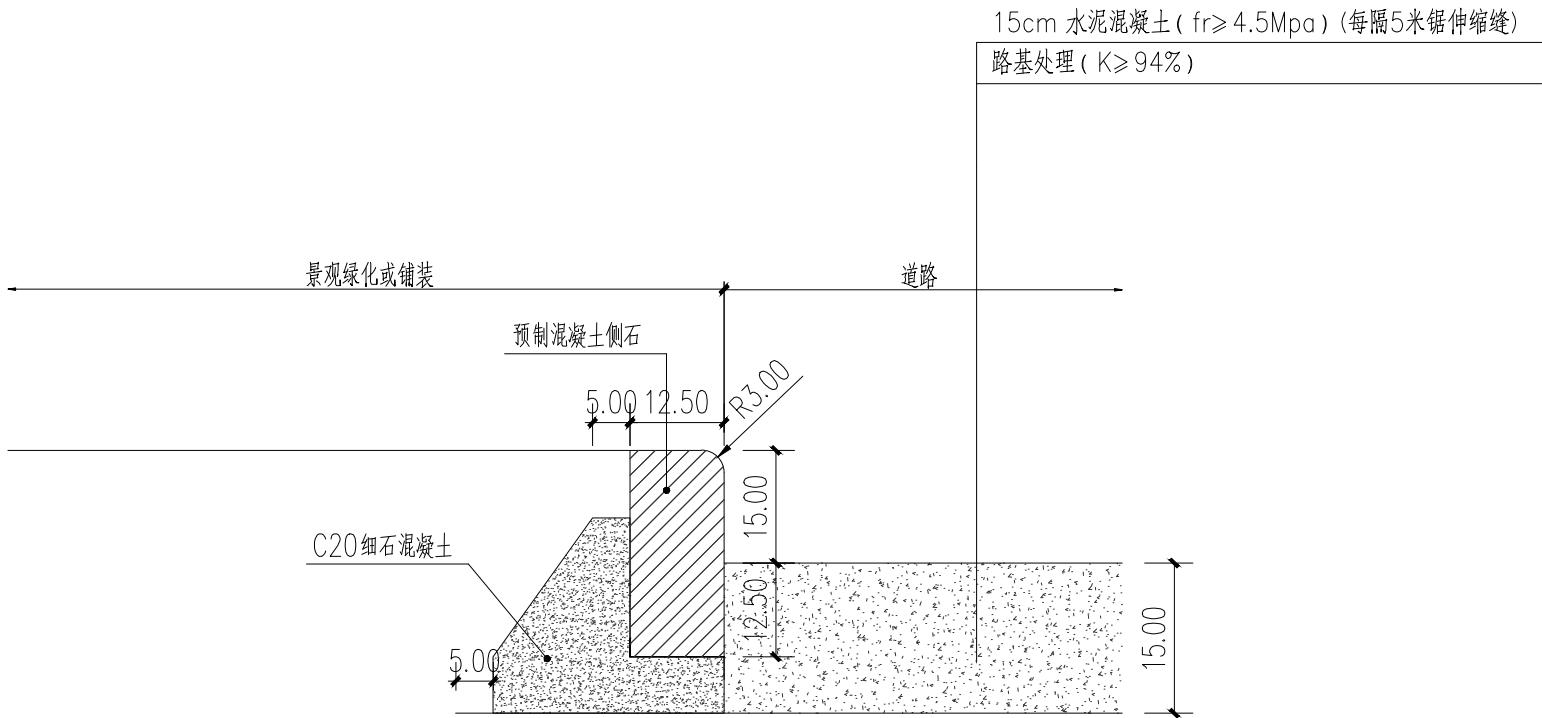 15cm 水泥混凝土(fr≥4.5Mpa)(每隔5米锯伸缩缝)
路基处理(K≥94%)
景观绿化或铺装
道路
预制混凝土侧石
5.00
12.50
R3.00
15.00
C20细石混凝土
12.50
15.00
5.00